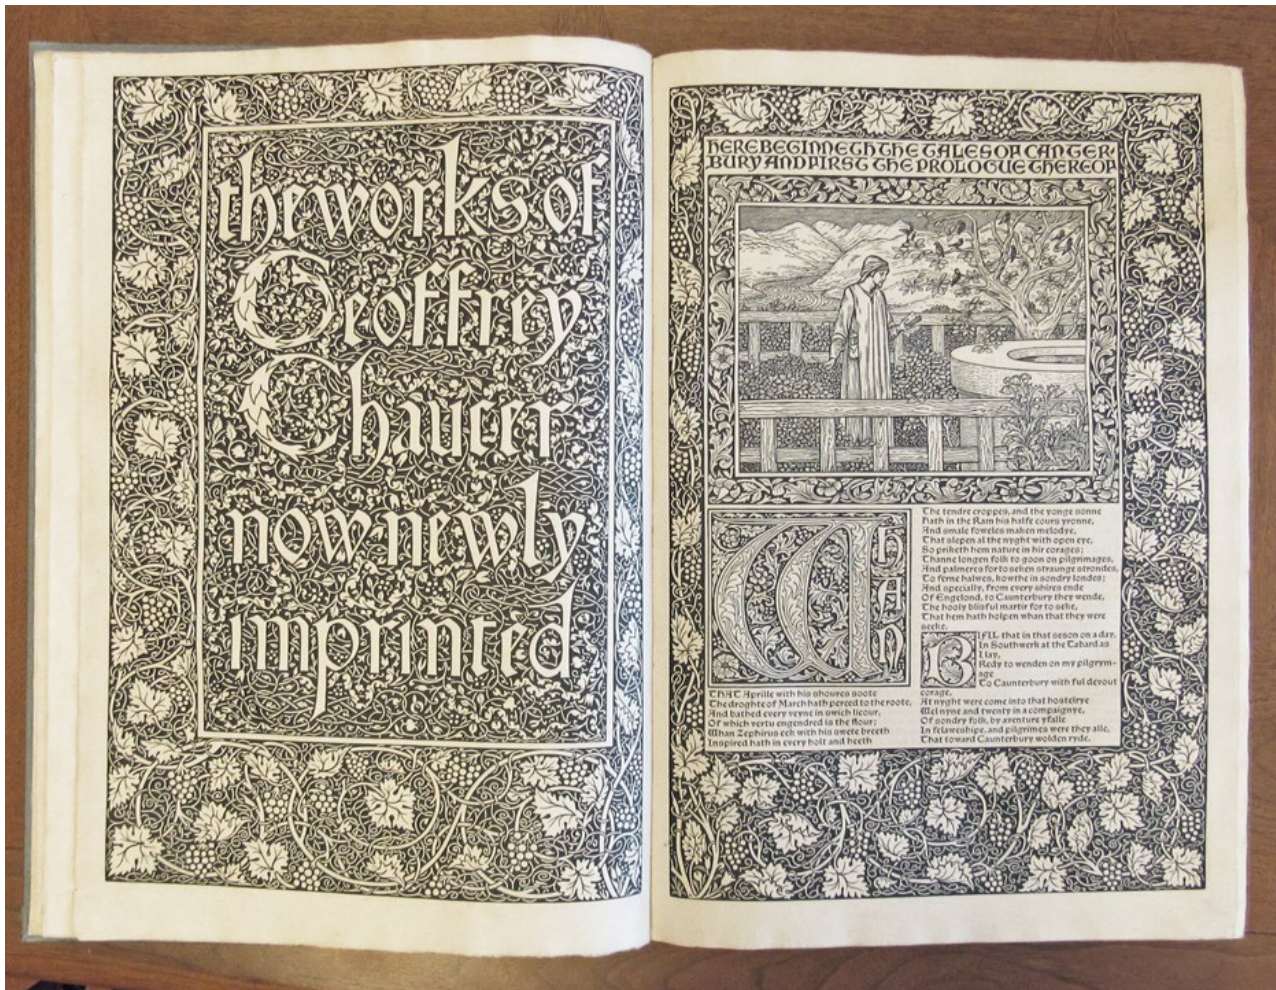 the works of
Geoffrey
Chaucer
now newly
imprinted
HERE BEGINNETH THE TALES OF CANTER
BURY AND FIRST THE PROLOGUE THEREOF
WHAN
THAT Aprille with his shoures soote
The droghte of March hath perced to the roote,
And bathed every veyne in swich licour,
Of which vertu engendred is the flour;
Whan Zephirus eek with his swete breeth
Inspired hath in every holt and heeth
The tendre croppes, and the yonge sonne
Hath in the Ram his halfe cours yronne,
And smale foweles maken melodye,
That slepen al the nyght with open eye,
So priketh hem nature in hir corages;
Thanne longen folk to goon on pilgrimages,
And palmeres for to seken straunge strondes,
To ferne halwes, kowthe in sondry londes;
And specially, from every shires ende
Of Engelond, to Caunterbury they wende,
The hooly blisful martir for to seke,
That hem hath holpen whan that they were
seeke.
BIFIL that in that seson on a day,
In Southwerk at the Tabard as
I lay,
Redy to wenden on my pilgrym-
age
To Caunterbury with ful devout
corage,
At nyght were come into that hostelrye
Wel nyne and twenty in a compaignye,
Of sondry folk, by aventure yfalle
In felaweshipe, and pilgrimes were they alle,
That toward Caunterbury wolden ryde.